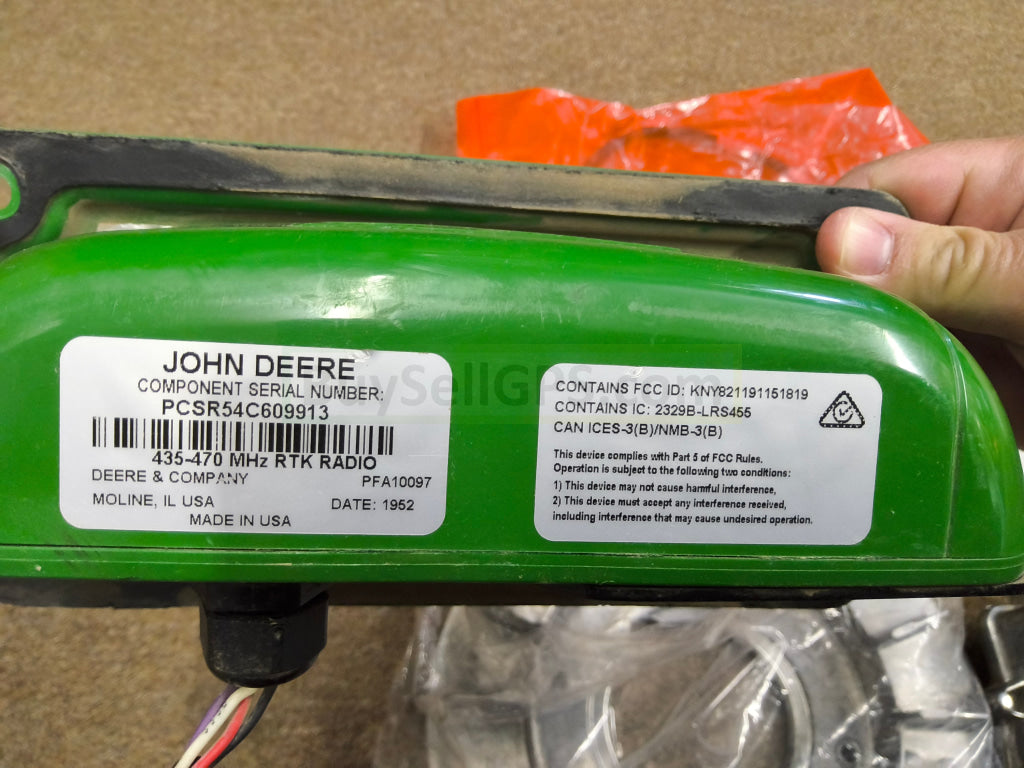 JOHN DEERE
COMPONENT SERIAL NUMBER:
PCSR54C609913
435-470 MHz RTK RADIO
DEERE & COMPANY PFA10097
MOLINE, IL USA DATE: 1952
MADE IN USA
BuySellGPS.com
CONTAINS FCC ID: KNY821191151819
CONTAINS IC: 2329B-LRS455
CAN ICES-3(B)/NMB-3(B)
This device complies with Part 5 of FCC Rules.
Operation is subject to the following two conditions:
1) This device may not cause harmful interference,
2) This device must accept any interference received,
including interference that may cause undesired operation.